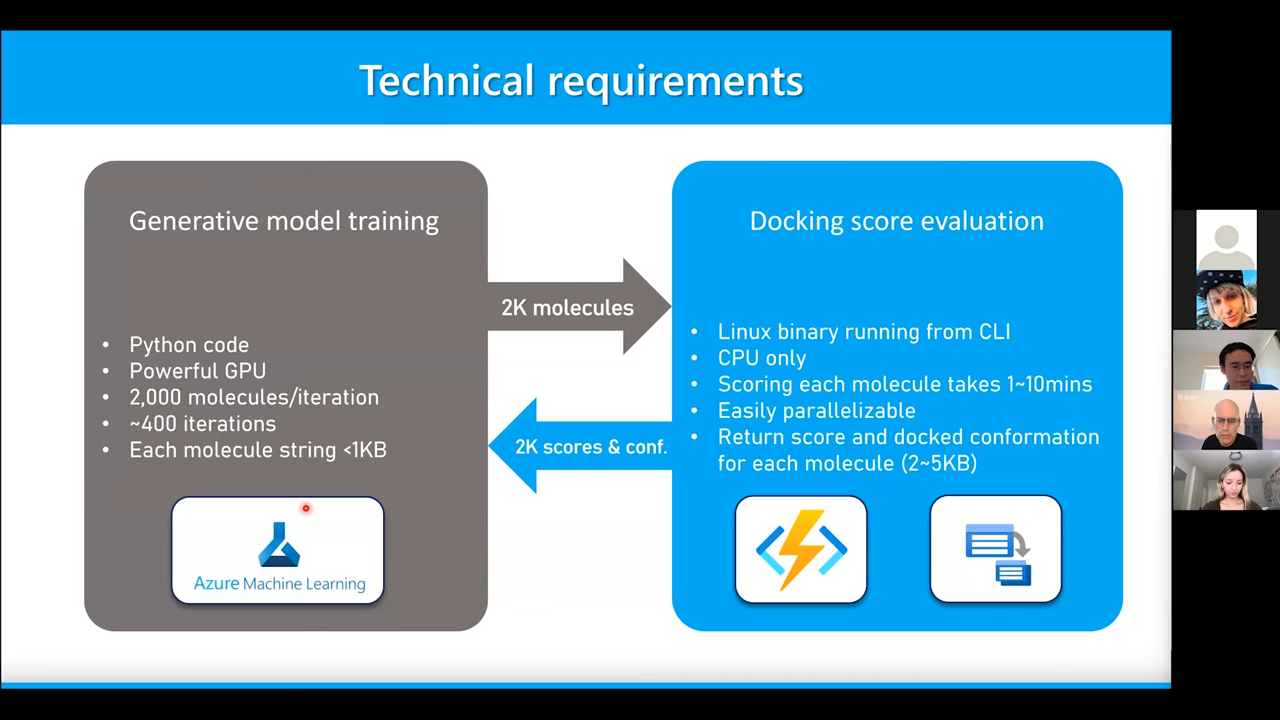 Technical requirements
Generative model training
• Python code
• Powerful GPU
• 2,000 molecules/iteration
• ~400 iterations
• Each molecule string <1KB
Azure Machine Learning
2K molecules
2K scores & conf.
Docking score evaluation
• Linux binary running from CLI
• CPU only
• Scoring each molecule takes 1~10mins
• Easily parallelizable
• Return score and docked conformation
for each molecule (2~5KB)